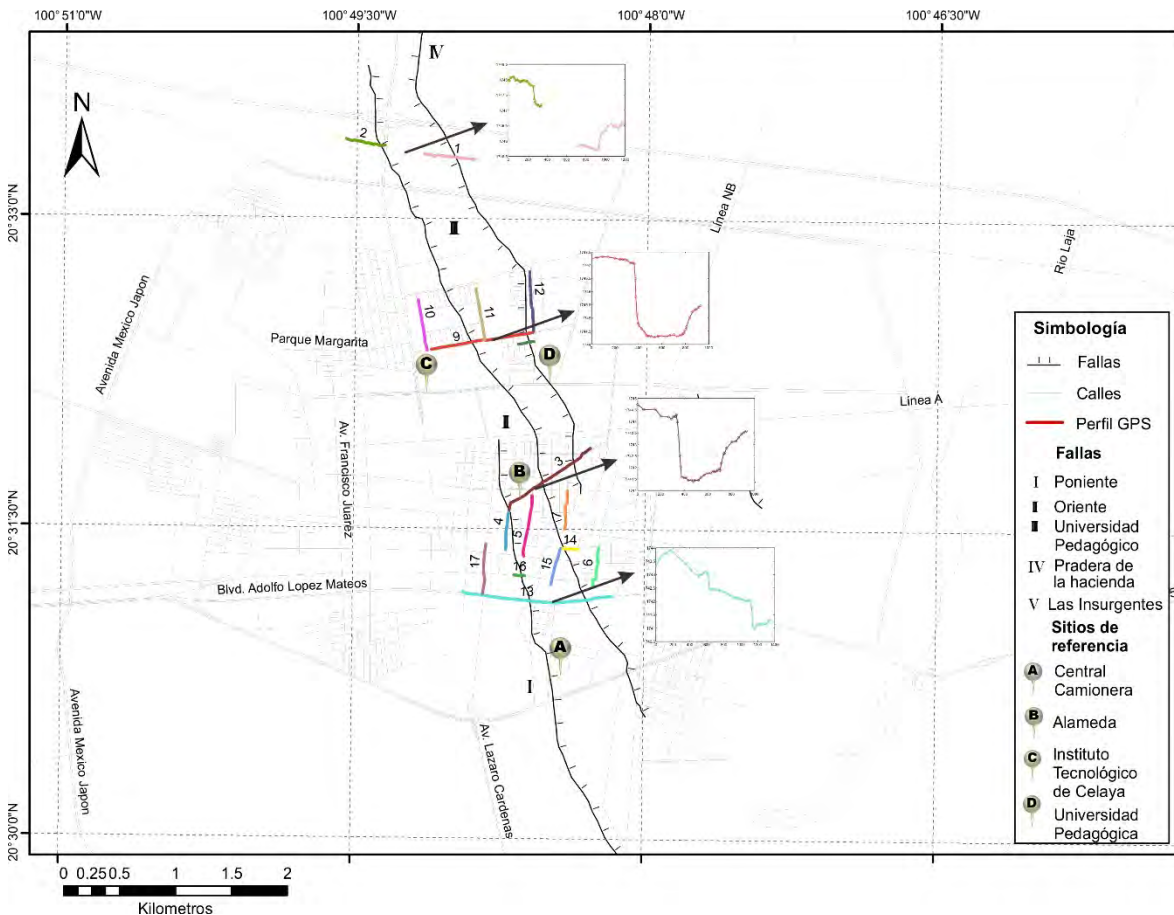 100°51'0"W
100°49'30"W
100°48'0"W
100°46'30"W
IV
N
2
1
20°33'0"N
II
Línea NB
Rio Laja
Avenida Mexico Japon
12
10
11
9
Parque Margarita
C
D
Línea A
II
Av. Francisco Juarez
B
3
4
5
7
20°31'30"N
14
17
16
15
6
Blvd. Adolfo Lopez Mateos
13
A
I
Avenida Mexico Japon
Av. Lazaro Cardenas
20°30'0"N
Simbología
Fallas
Calles
Perfil GPS
Fallas
I Poniente
II Oriente
III Universidad
Pedagógico
IV Pradera de
la hacienda
V Las Insurgentes
Sitios de
referencia
A Central
Camionera
B Alameda
C Instituto
Tecnológico
de Celaya
D Universidad
Pedagógica
0 0.25 0.5 1 1.5 2
Kilometros